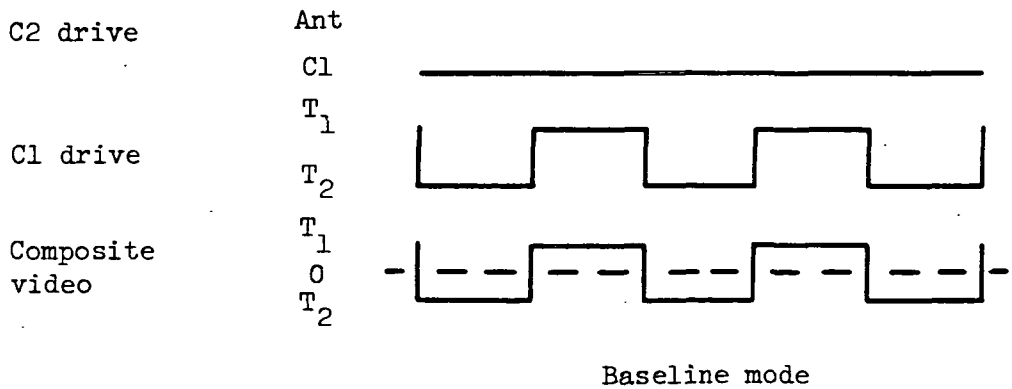 Ant
C2 drive
C1
T1
C1 drive
T2
T1
Composite
video
0
T2
Baseline mode